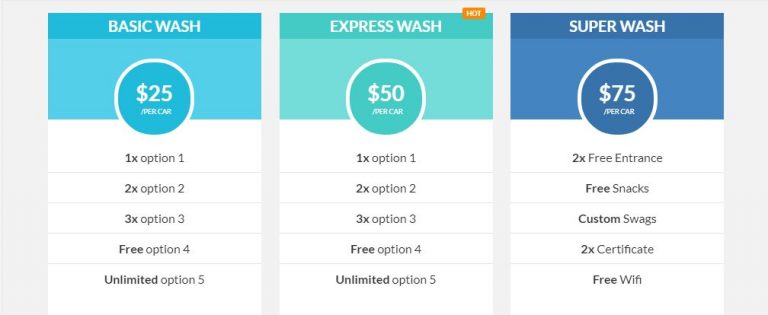 BASIC WASH
$25
/PER CAR
1x option 1
2x option 2
3x option 3
Free option 4
Unlimited option 5
HOT
EXPRESS WASH
$50
/PER CAR
1x option 1
2x option 2
3x option 3
Free option 4
Unlimited option 5
SUPER WASH
$75
/PER CAR
2x Free Entrance
Free Snacks
Custom Swags
2x Certificate
Free Wifi